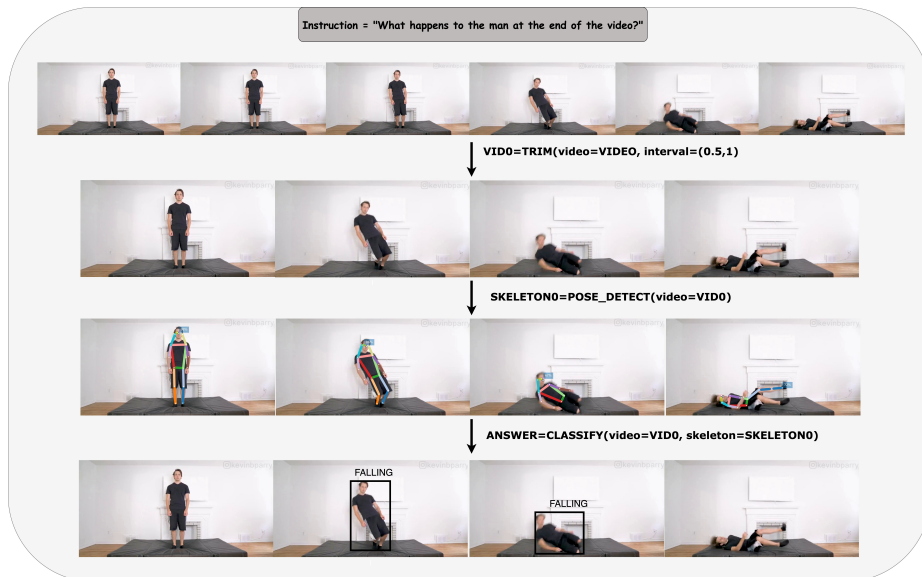 Instruction = "What happens to the man at the end of the video?"
VID0=TRIM(video=VIDEO, interval=(0.5,1)
SKELETON0=POSE_DETECT(video=VID0)
ANSWER=CLASSIFY(video=VID0, skeleton=SKELETON0)
FALLING
FALLING